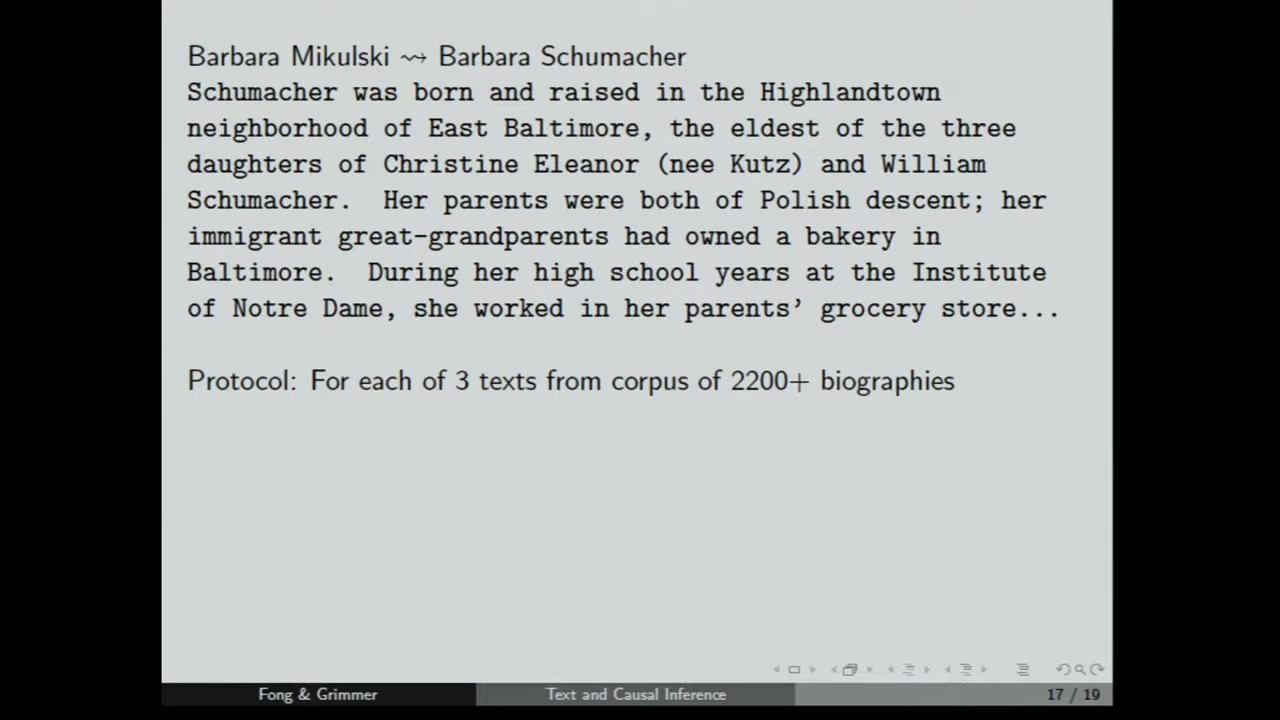 Barbara Mikulski ⇝ Barbara Schumacher
Schumacher was born and raised in the Highlandtown
neighborhood of East Baltimore, the eldest of the three
daughters of Christine Eleanor (nee Kutz) and William
Schumacher. Her parents were both of Polish descent; her
immigrant great-grandparents had owned a bakery in
Baltimore. During her high school years at the Institute
of Notre Dame, she worked in her parents' grocery store...
Protocol: For each of 3 texts from corpus of 2200+ biographies
Fong & Grimmer Text and Causal Inference 17 / 19